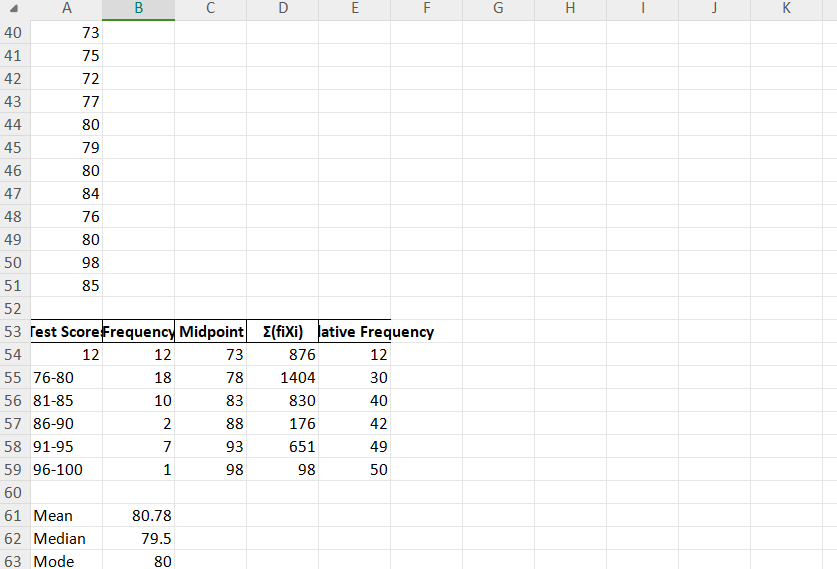 A B C D E F G H I J K
40 73
41 75
42 72
43 77
44 80
45 79
46 80
47 84
48 76
49 80
50 98
51 85
52
53 Test Scores Frequency Midpoint Σ(fiXi) lative Frequency
54 12 12 73 876 12
55 76-80 18 78 1404 30
56 81-85 10 83 830 40
57 86-90 2 88 176 42
58 91-95 7 93 651 49
59 96-100 1 98 98 50
60
61 Mean 80.78
62 Median 79.5
63 Mode 80